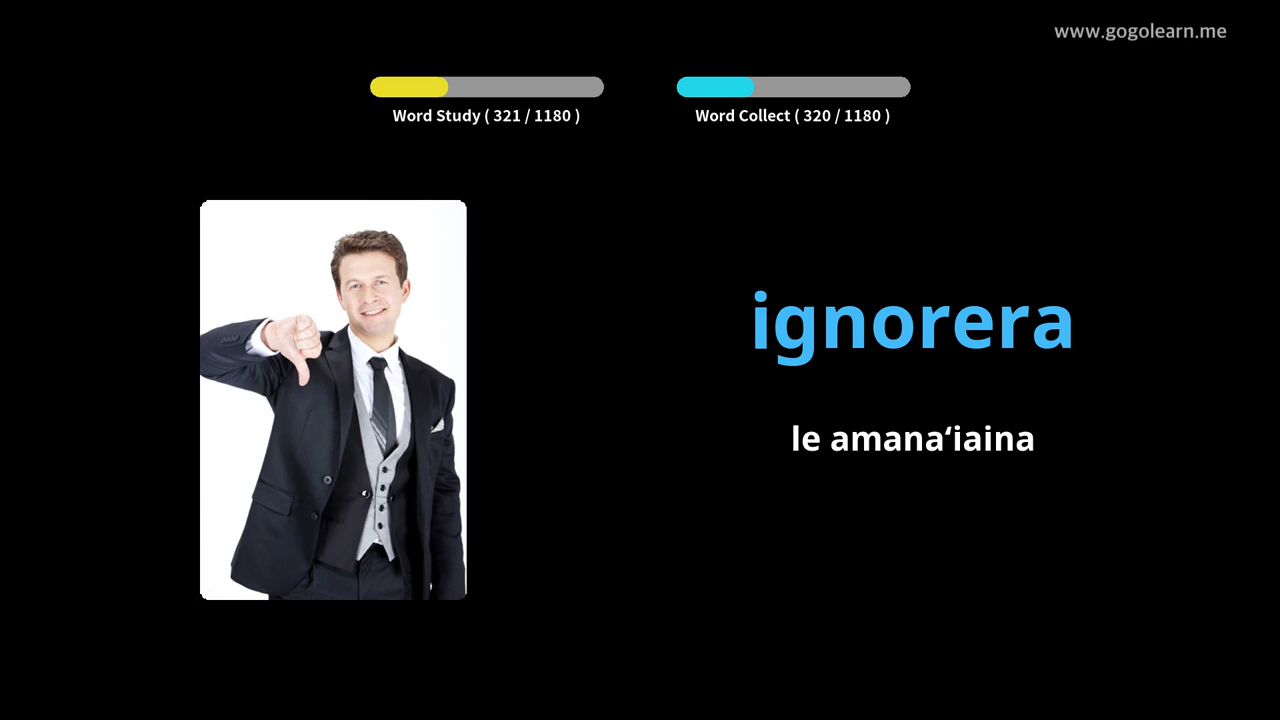 www.gogolearn.me
Word Study ( 321 / 1180 )
Word Collect ( 320 / 1180 )
ignorera
le amana‘iaina